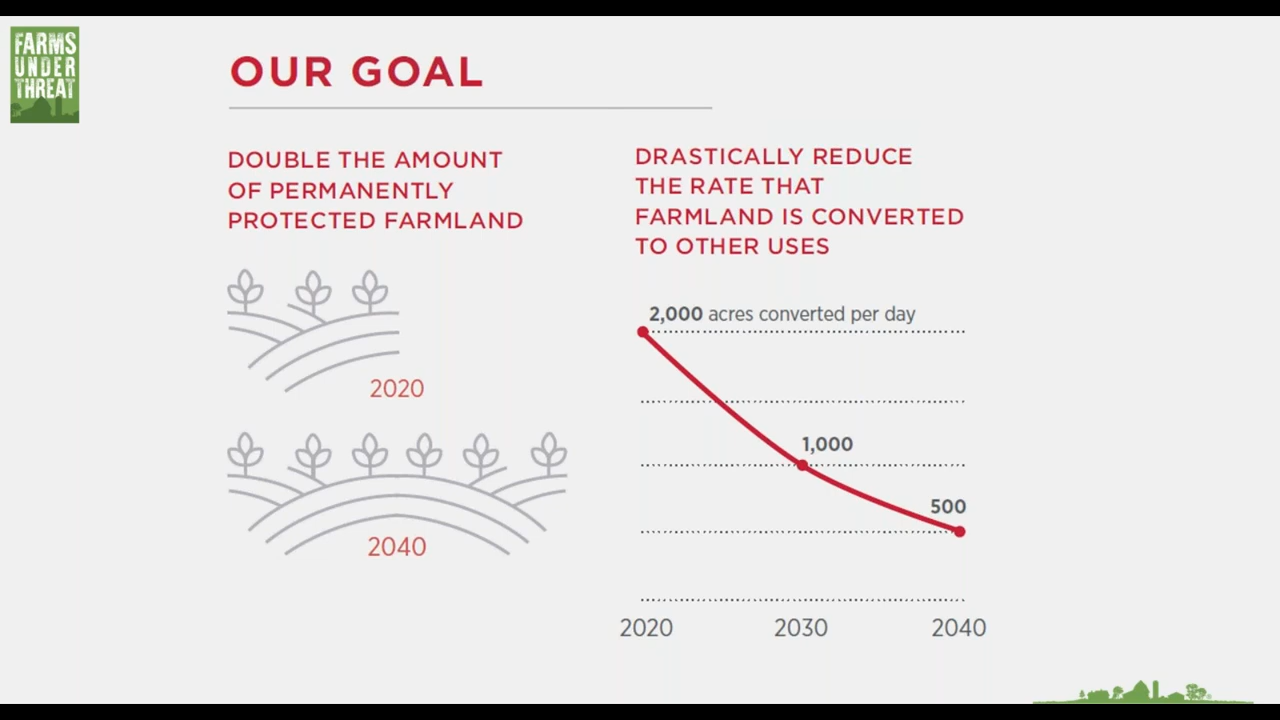 FARMS
UNDER
THREAT
OUR GOAL
DOUBLE THE AMOUNT
OF PERMANENTLY
PROTECTED FARMLAND
2020
2040
DRASTICALLY REDUCE
THE RATE THAT
FARMLAND IS CONVERTED
TO OTHER USES
2,000 acres converted per day
1,000
500
2020 2030 2040